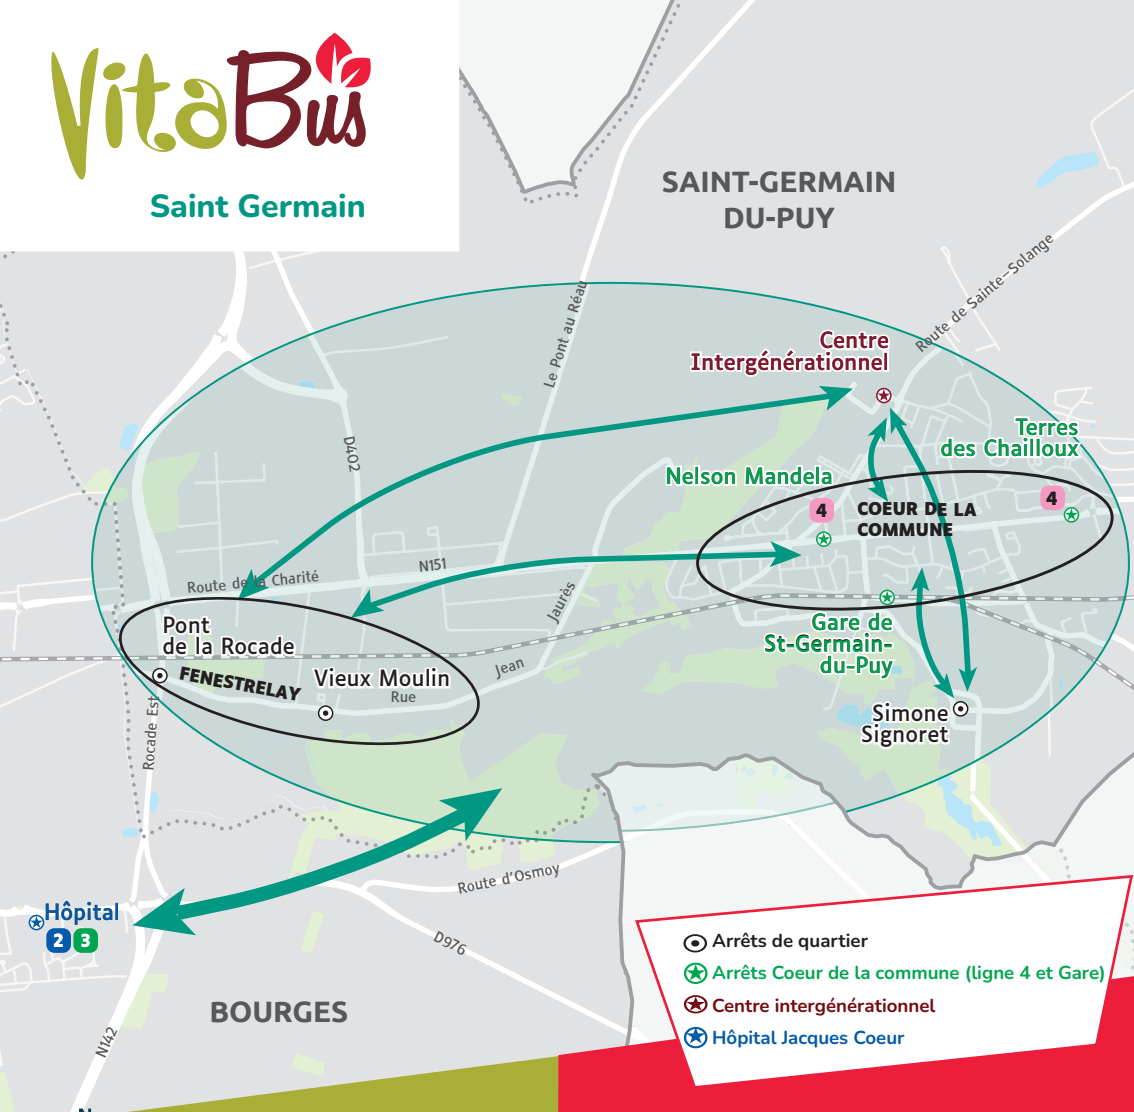 VitaBus
Saint Germain
SAINT-GERMAIN
DU-PUY
Route de Sainte-Solange
Le Pont au Réau
Centre
Intergénérationnel
Terres
des Chailloux
D402
Nelson Mandela
4
4
COEUR DE LA
COMMUNE
N151
Route de la Charité
Jaurès
Gare de
St-Germain-
du-Puy
Pont
de la Rocade
FENESTRELAY
Vieux Moulin
Jean
Rue
Rocade Est
Simone
Signoret
Route d'Osmoy
Hôpital
2 3
D976
BOURGES
N142
Arrêts de quartier
Arrêts Coeur de la commune (ligne 4 et Gare)
Centre intergénérationnel
Hôpital Jacques Coeur